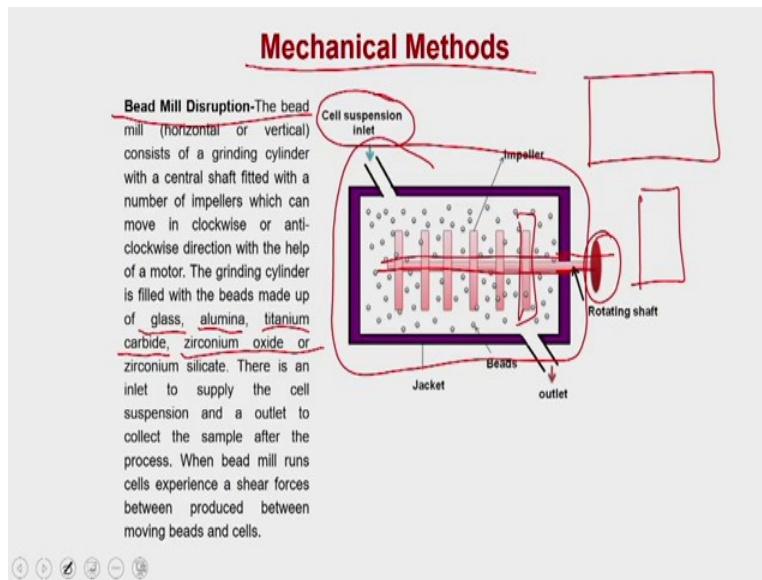 Mechanical Methods
Bead Mill Disruption-The bead
mill (horizontal or vertical)
consists of a grinding cylinder
with a central shaft fitted with a
number of impellers which can
move in clockwise or anti-
clockwise direction with the help
of a motor. The grinding cylinder
is filled with the beads made up
of glass, alumina, titanium
carbide, zirconium oxide or
zirconium silicate. There is an
inlet to supply the cell
suspension and a outlet to
collect the sample after the
process. When bead mill runs
cells experience a shear forces
between produced between
moving beads and cells.
Cell suspension
inlet
Impeller
Rotating shaft
Beads
Jacket
outlet